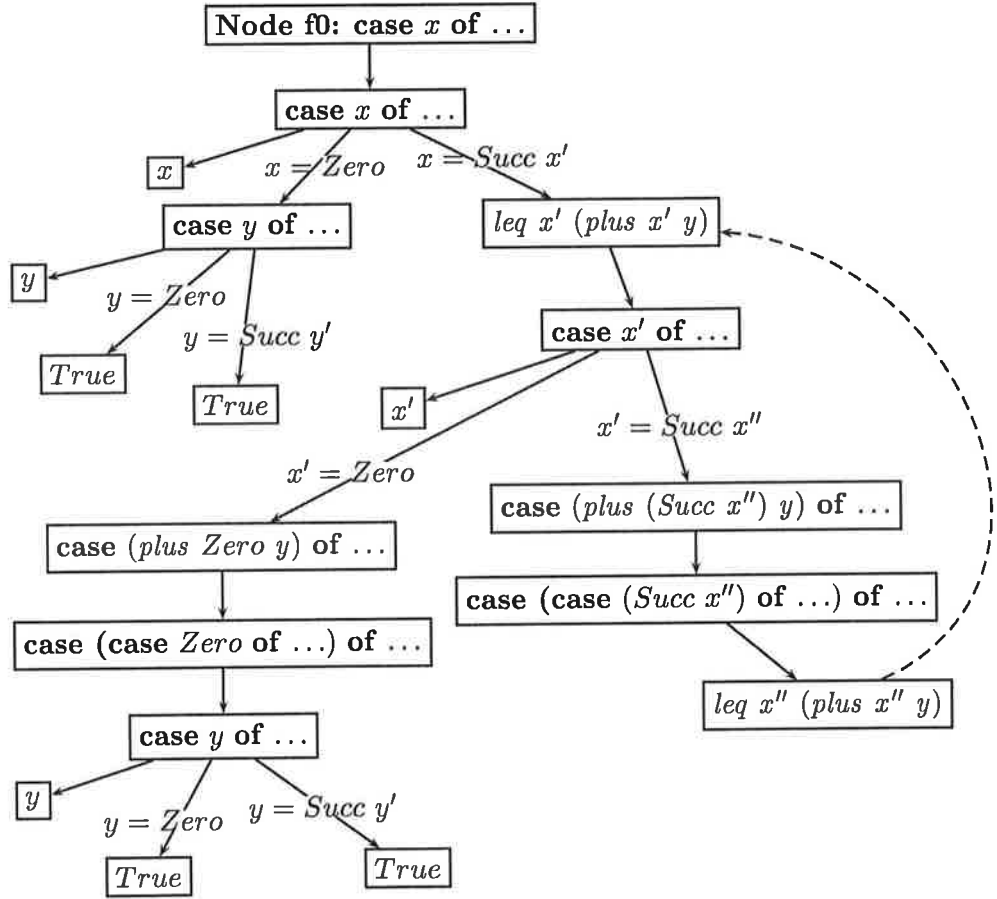 Node f0: case x of ...
case x of ...
x
x = Zero
x = Succ x′
case y of ...
leq x′ (plus x′ y)
y
y = Zero
y = Succ y′
case x′ of ...
True
True
x′
x′ = Succ x″
x′ = Zero
case (plus (Succ x″) y) of ...
case (plus Zero y) of ...
case (case (Succ x″) of ...) of ...
case (case Zero of ...) of ...
leq x″ (plus x″ y)
case y of ...
y
y = Zero
y = Succ y′
True
True